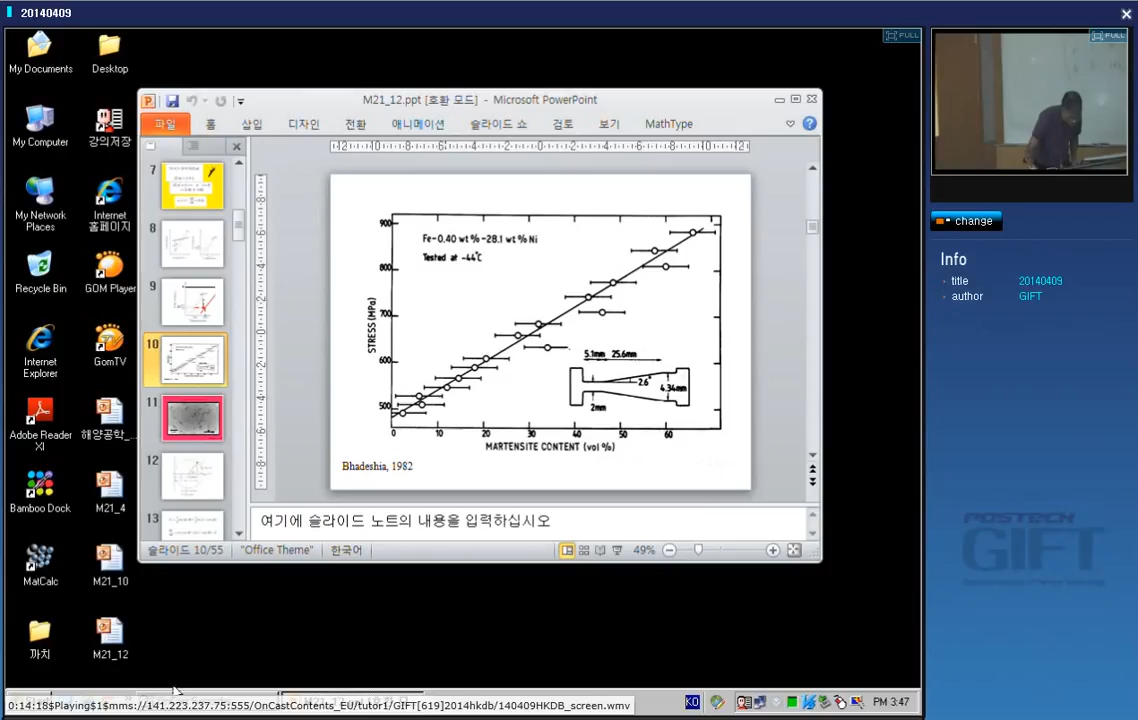 20140409
My Documents
Desktop
My Computer
강의저장
My Network
Places
Internet
홈페이지
Recycle Bin
GOM Player
Internet
Explorer
GomTV
Adobe Reader
XI
해양공학_...
Bamboo Dock
M21_4
MatCalc
M21_10
까치
M21_12
M21_12.ppt [호환 모드] - Microsoft PowerPoint
파일 홈 삽입 디자인 전환 애니메이션 슬라이드 쇼 검토 보기 MathType
7
8
9
10
11
12
13
Fe-0.40 wt %-28.1 wt % Ni
Tested at -44°C
STRESS (MPa)
900
800
700
600
500
5.1mm 25.6mm
2.6°
4.34mm
2mm
0 10 20 30 40 50 60
MARTENSITE CONTENT (vol %)
Bhadeshia, 1982
여기에 슬라이드 노트의 내용을 입력하십시오
슬라이드 10/55 "Office Theme" 한국어 49%
0:14:18$Playing$1$mms://141.223.237.75:555/OnCastContents_EU/tutor1/GIFT[619]2014hkdb/140409HKDB_screen.wmv
KO
PM 3:47
FULL
FULL
change
Info
title 20140409
author GIFT
POSTECH
GIFT